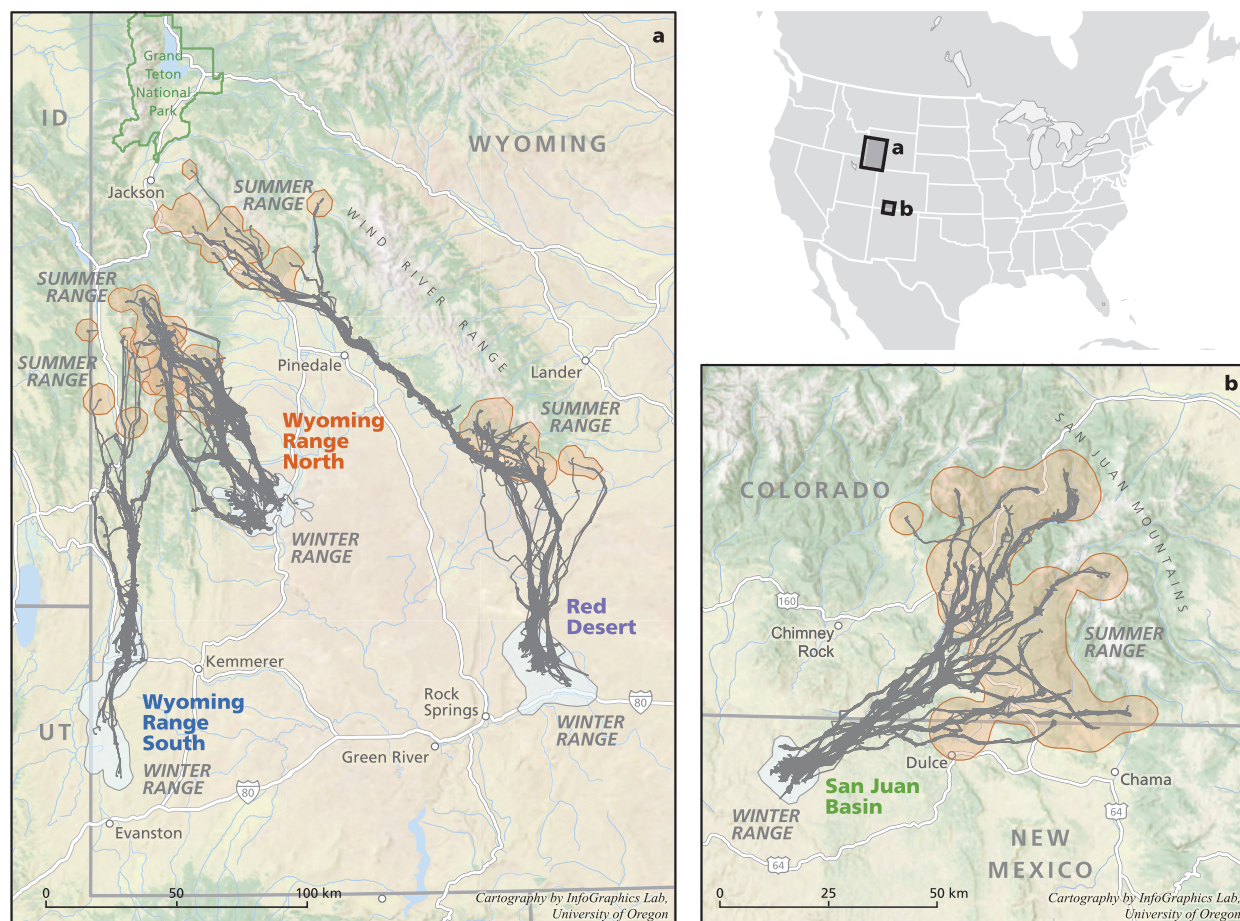 a
Grand
Teton
National
Park
ID
WYOMING
Jackson
SUMMER
RANGE
WIND RIVER RANGE
SUMMER
RANGE
SUMMER
RANGE
Pinedale
Lander
SUMMER
RANGE
Wyoming
Range
North
WINTER
RANGE
Red
Desert
Kemmerer
Wyoming
Range
South
Rock
Springs
80
UT
WINTER
RANGE
WINTER
RANGE
Green River
80
Evanston
0 50 100 km
Cartography by InfoGraphics Lab,
University of Oregon
a
b
b
SAN JUAN MOUNTAINS
COLORADO
160
Chimney
Rock
SUMMER
RANGE
Dulce
Chama
San Juan
Basin
WINTER
RANGE
64
NEW
MEXICO
64
0 25 50 km
Cartography by InfoGraphics Lab,
University of Oregon